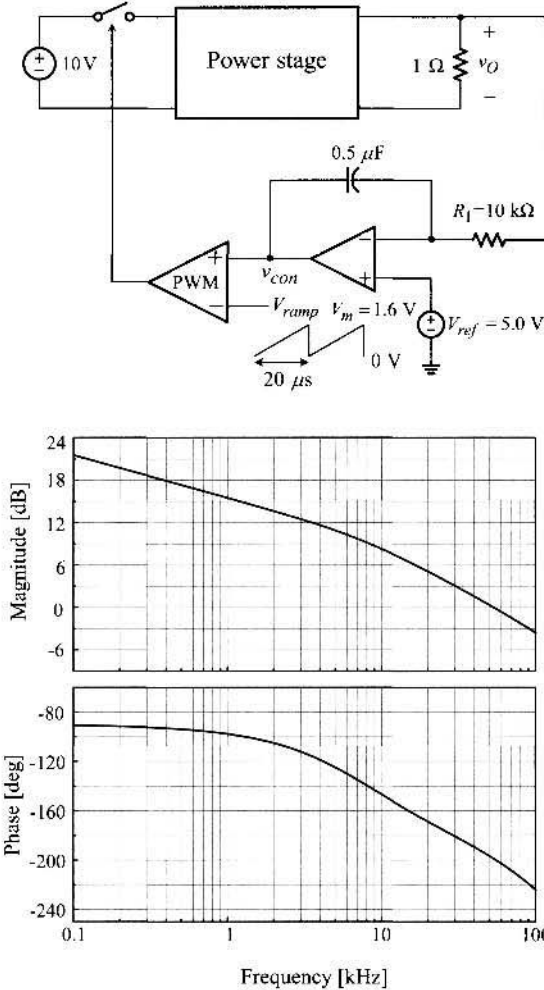 10 V
Power stage
1 Ω
+
v_O
−
0.5 μF
R_1=10 kΩ
−
+
+
PWM
−
v_con
V_ramp
V_m = 1.6 V
V_ref = 5.0 V
0 V
20 μs
Magnitude [dB]
24
18
12
6
0
-6
Phase [deg]
-80
-120
-160
-200
-240
0.1
1
10
100
Frequency [kHz]